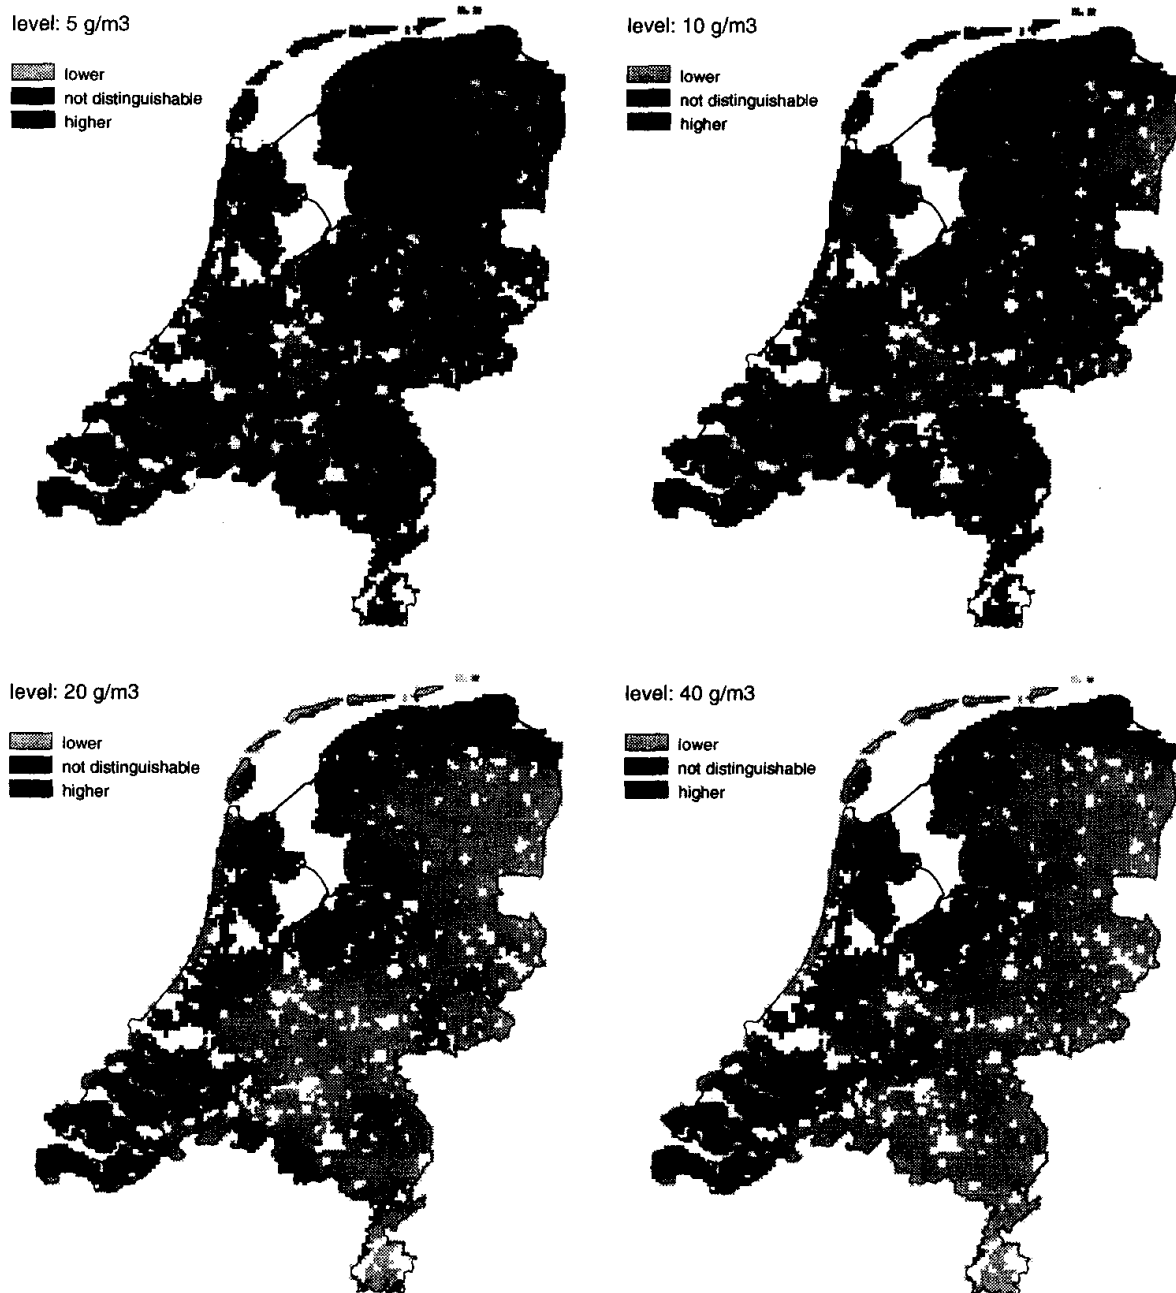 level: 5 g/m3
lower
not distinguishable
higher
level: 10 g/m3
lower
not distinguishable
higher
level: 20 g/m3
lower
not distinguishable
higher
level: 40 g/m3
lower
not distinguishable
higher